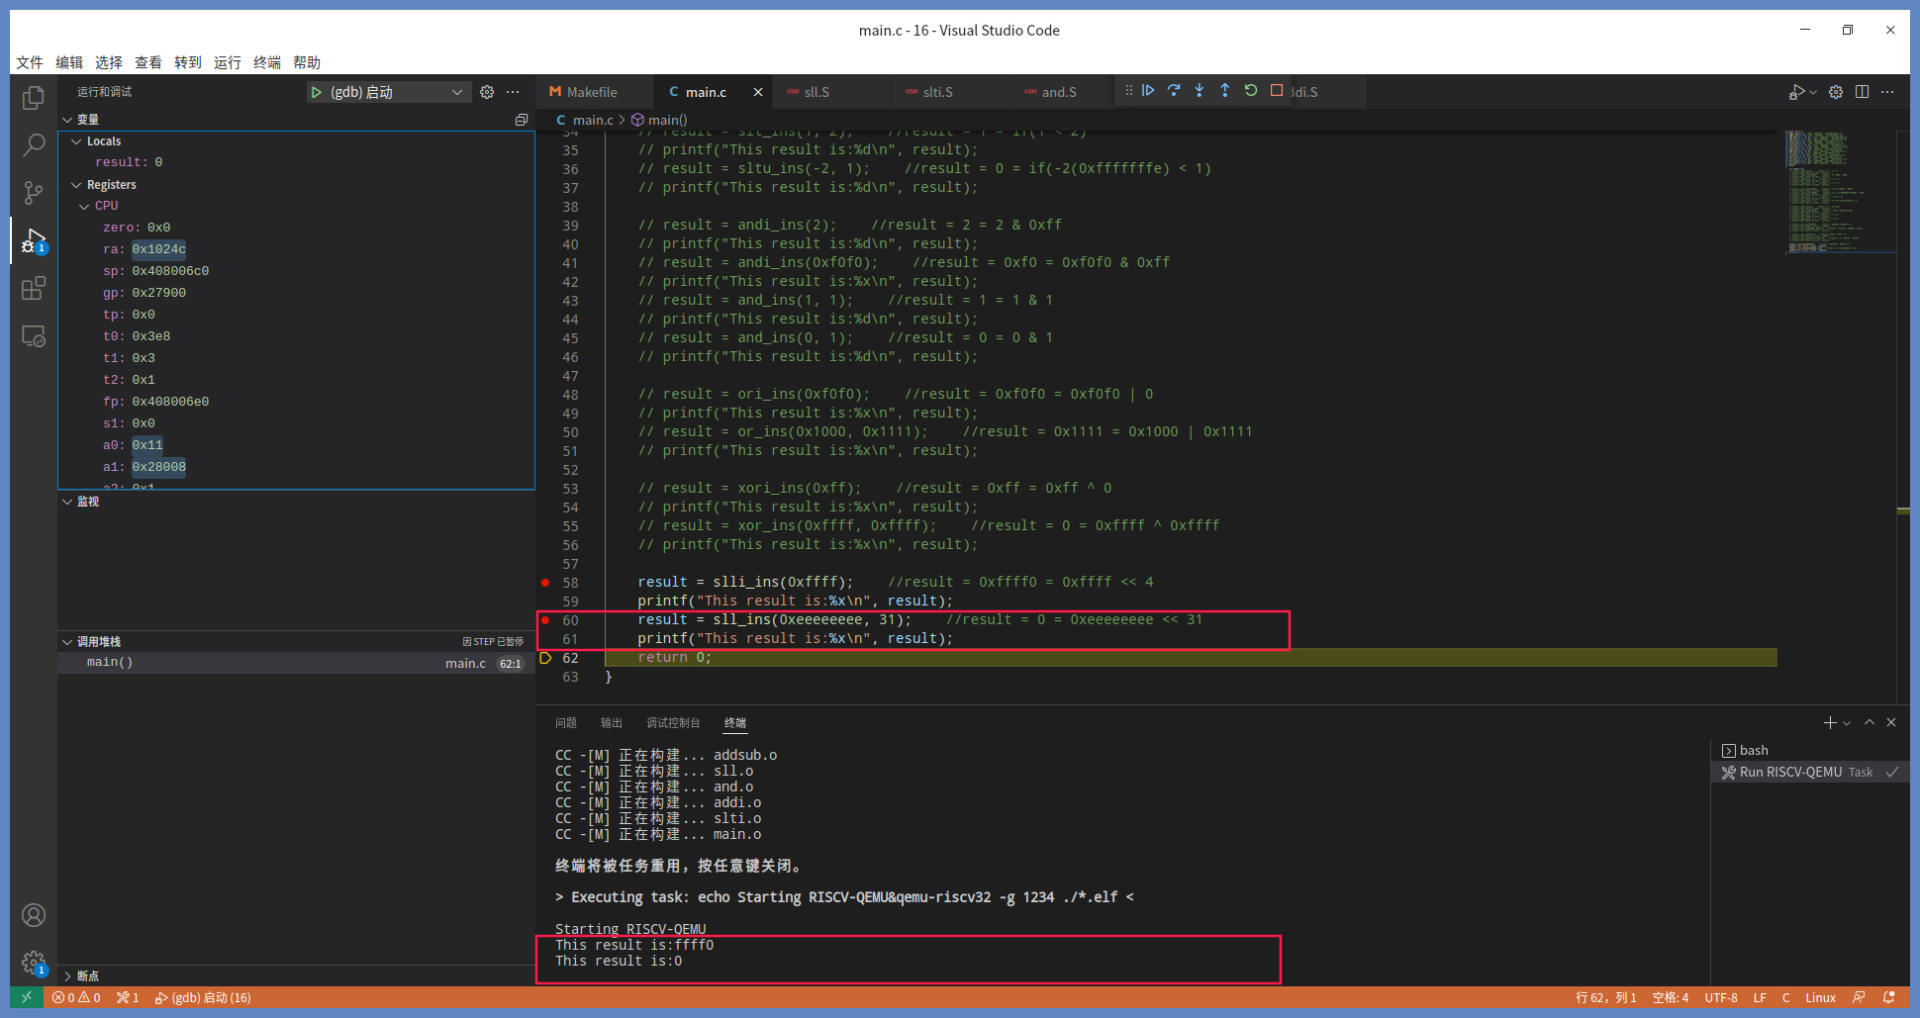 main.c - 16 - Visual Studio Code
文件 编辑 选择 查看 转到 运行 终端 帮助
运行和调试
(gdb) 启动
Makefile
C main.c
sll.S
slti.S
and.S
ddi.S
C main.c > main()
变量
Locals
result: 0
Registers
CPU
zero: 0x0
ra: 0x1024c
sp: 0x408006c0
gp: 0x27900
tp: 0x0
t0: 0x3e8
t1: 0x3
t2: 0x1
fp: 0x408006e0
s1: 0x0
a0: 0x11
a1: 0x28008
a2: 0x1
监视
调用堆栈
因 STEP 已暂停
main()
main.c 62:1
断点
34 // result = slt_ins(1, 2); //result = 1 = if(1 < 2)
35 // printf("This result is:%d\n", result);
36 // result = sltu_ins(-2, 1); //result = 0 = if(-2(0xfffffffe) < 1)
37 // printf("This result is:%d\n", result);
38
39 // result = andi_ins(2); //result = 2 = 2 & 0xff
40 // printf("This result is:%d\n", result);
41 // result = andi_ins(0xf0f0); //result = 0xf0 = 0xf0f0 & 0xff
42 // printf("This result is:%x\n", result);
43 // result = and_ins(1, 1); //result = 1 = 1 & 1
44 // printf("This result is:%d\n", result);
45 // result = and_ins(0, 1); //result = 0 = 0 & 1
46 // printf("This result is:%d\n", result);
47
48 // result = ori_ins(0xf0f0); //result = 0xf0f0 = 0xf0f0 | 0
49 // printf("This result is:%x\n", result);
50 // result = or_ins(0x1000, 0x1111); //result = 0x1111 = 0x1000 | 0x1111
51 // printf("This result is:%x\n", result);
52
53 // result = xori_ins(0xff); //result = 0xff = 0xff ^ 0
54 // printf("This result is:%x\n", result);
55 // result = xor_ins(0xffff, 0xffff); //result = 0 = 0xffff ^ 0xffff
56 // printf("This result is:%x\n", result);
57
58 result = slli_ins(0xffff); //result = 0xffff0 = 0xffff << 4
59 printf("This result is:%x\n", result);
60 result = sll_ins(0xeeeeeeee, 31); //result = 0 = 0xeeeeeeee << 31
61 printf("This result is:%x\n", result);
62 return 0;
63 }
问题 输出 调试控制台 终端
CC -[M] 正在构建... addsub.o
CC -[M] 正在构建... sll.o
CC -[M] 正在构建... and.o
CC -[M] 正在构建... addi.o
CC -[M] 正在构建... slti.o
CC -[M] 正在构建... main.o
终端将被任务重用，按任意键关闭。
> Executing task: echo Starting RISCV-QEMU&qemu-riscv32 -g 1234 ./*.elf <
Starting RISCV-QEMU
This result is:ffff0
This result is:0
bash
Run RISCV-QEMU Task
0 0 1 (gdb) 启动 (16)
行 62，列 1 空格: 4 UTF-8 LF C Linux